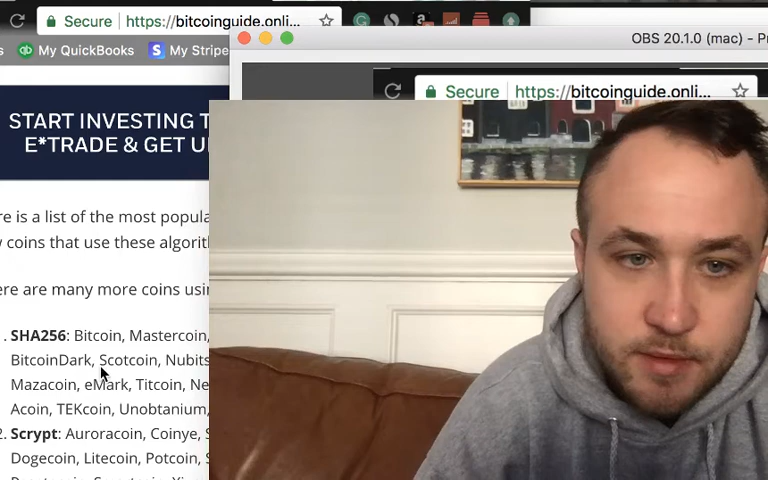 Secure https://bitcoinguide.onli...
My QuickBooks My Stripe
OBS 20.1.0 (mac) - P
Secure https://bitcoinguide.onli...
START INVESTING
E*TRADE & GET
re is a list of the most popula
coins that use these algorit
ere are many more coins usin
SHA256: Bitcoin, Mastercoin,
BitcoinDark, Scotcoin, Nubits
Mazacoin, eMark, Titcoin, Ne
Acoin, TEKcoin, Unobtanium,
2. Scrypt: Auroracoin, Coinye, S
Dogecoin, Litecoin, Potcoin, S